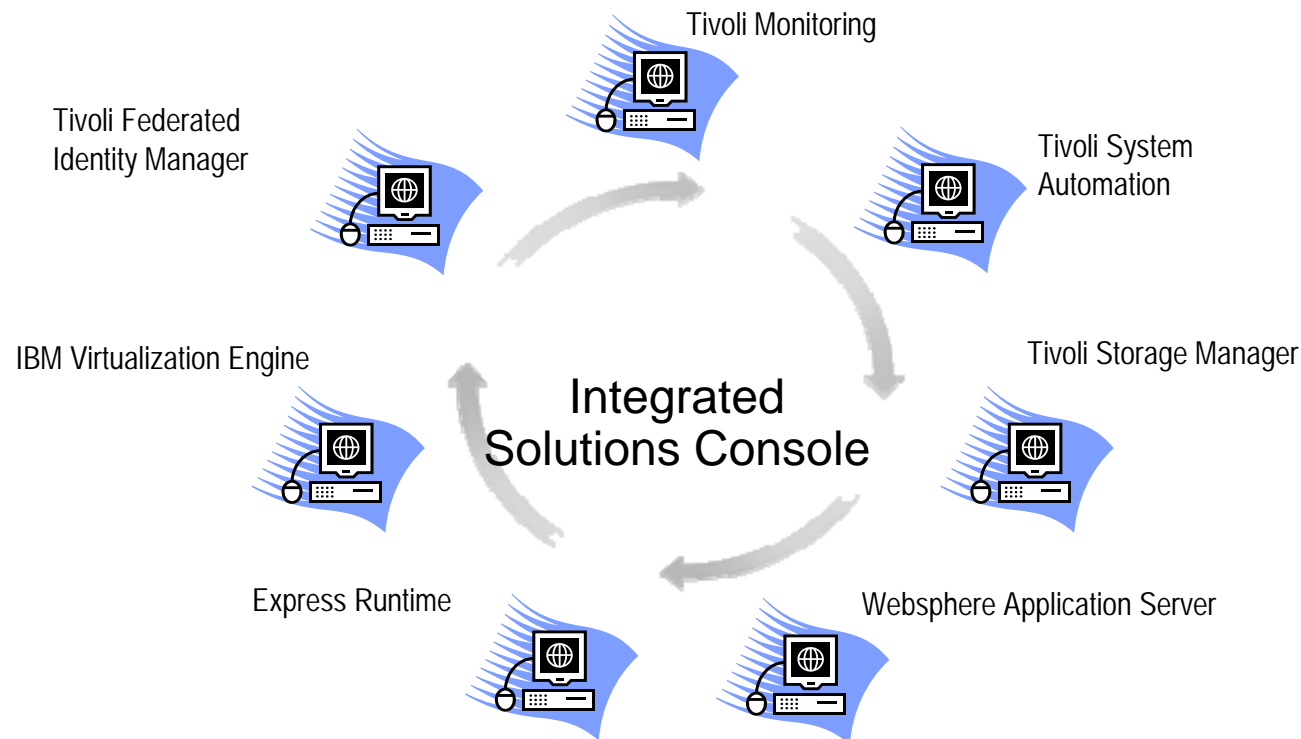 Tivoli Monitoring
Tivoli Federated
Identity Manager
Tivoli System
Automation
IBM Virtualization Engine
Tivoli Storage Manager
Integrated
Solutions Console
Express Runtime
Websphere Application Server